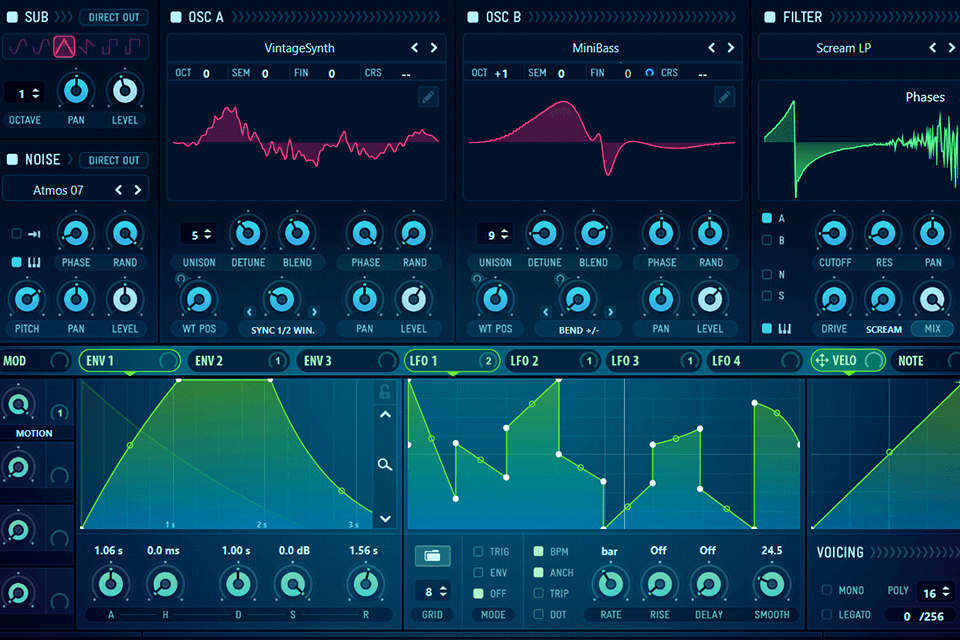 SUB DIRECT OUT
1
OCTAVE PAN LEVEL
NOISE DIRECT OUT
Atmos 07
PHASE RAND
PITCH PAN LEVEL
OSC A
VintageSynth
OCT 0 SEM 0 FIN 0 CRS --
5
UNISON DETUNE BLEND PHASE RAND
WT POS SYNC 1/2 WIN. PAN LEVEL
OSC B
MiniBass
OCT +1 SEM 0 FIN 0 CRS --
9
UNISON DETUNE BLEND PHASE RAND
WT POS BEND +/- PAN LEVEL
FILTER
Scream LP
Phases
A
B
N
S
CUTOFF RES PAN
DRIVE SCREAM MIX
MOD ENV 1 ENV 2 1 ENV 3 LFO 1 2 LFO 2 1 LFO 3 1 LFO 4 VELO NOTE
1
MOTION
1 s 2 s 3 s
1.06 s 0.0 ms 1.00 s 0.0 dB 1.56 s
A H D S R
8
GRID
TRIG
ENV
OFF
MODE
BPM
ANCH
TRIP
DOT
bar Off Off 24.5
RATE RISE DELAY SMOOTH
VOICING
MONO POLY 16
LEGATO 0 /256